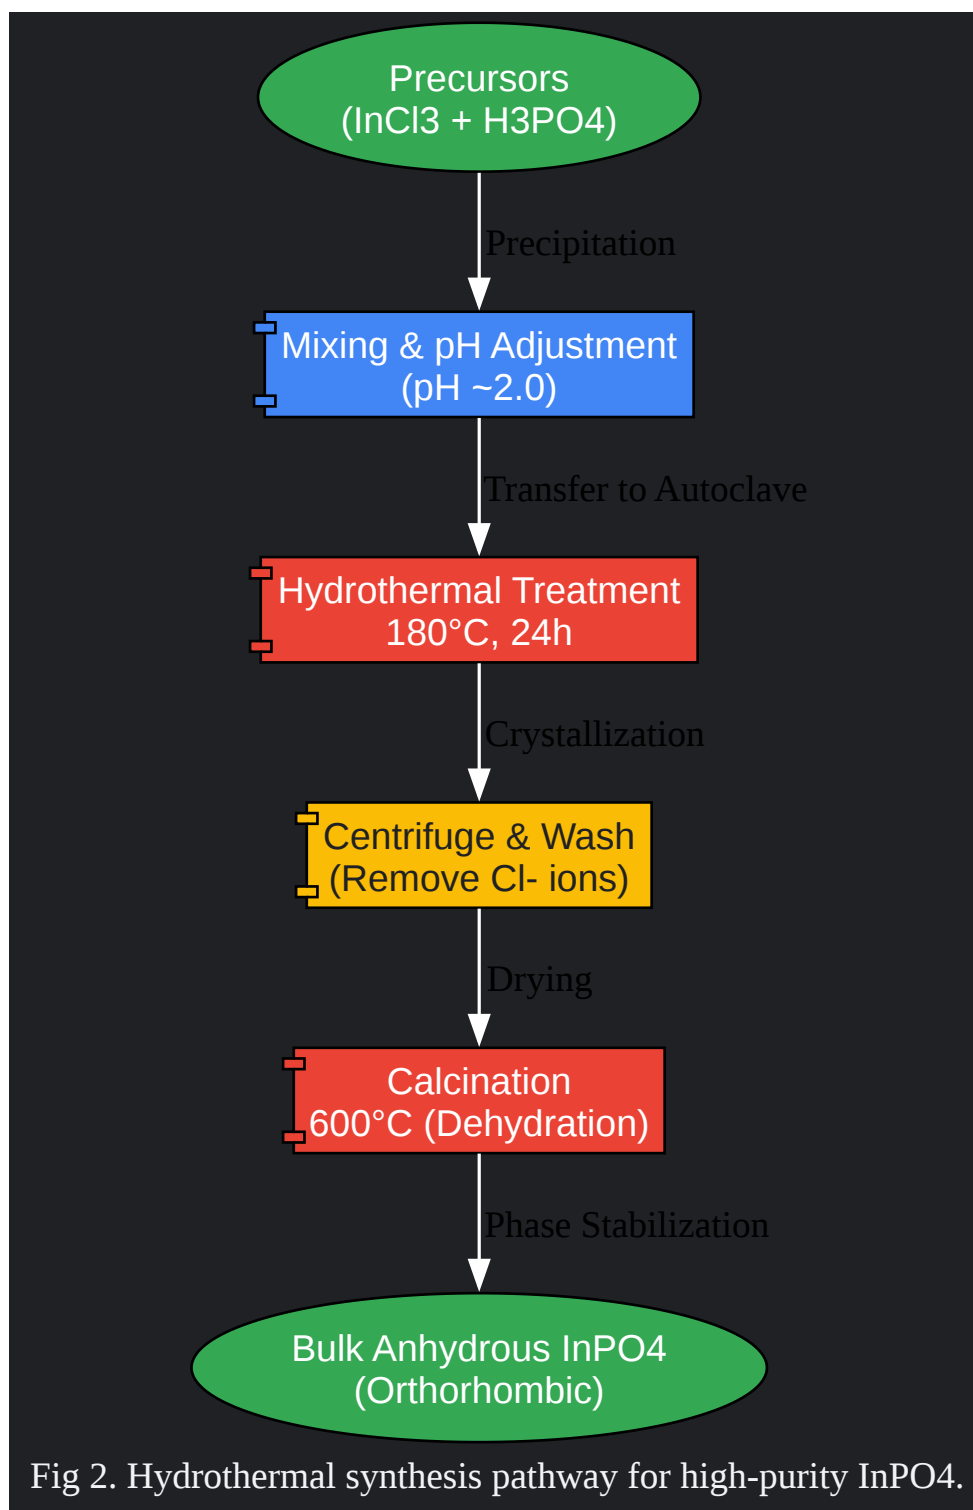 Precursors
(InCl3 + H3PO4)
Precipitation
Mixing & pH Adjustment
(pH ~2.0)
Transfer to Autoclave
Hydrothermal Treatment
180°C, 24h
Crystallization
Centrifuge & Wash
(Remove Cl- ions)
Drying
Calcination
600°C (Dehydration)
Phase Stabilization
Bulk Anhydrous InPO4
(Orthorhombic)
Fig 2. Hydrothermal synthesis pathway for high-purity InPO4.